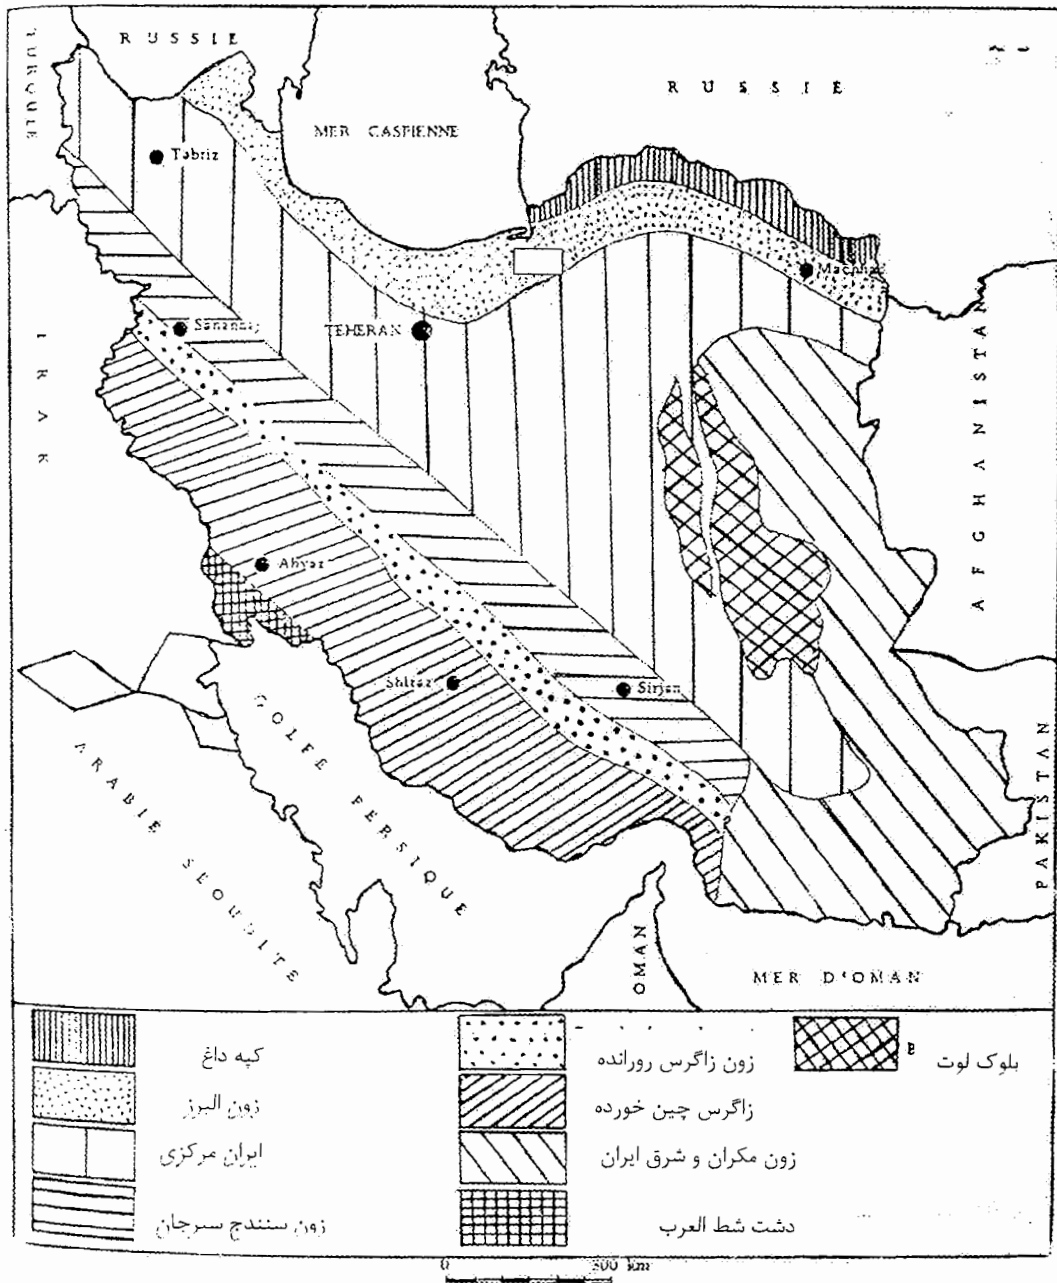 RUSSIE
TURQUIE
RUSSIE
MER CASPIENNE
Tabriz
Machhad
Sanandaj
TEHERAN
IRAK
AFGHANISTAN
Ahvaz
Shiraz
Sirjan
GOLFE PERSIQUE
ARABIE SEOUDITE
PAKISTAN
OMAN
MER D'OMAN
کپه داغ
زون زاگرس رورانده
بلوک لوت
زون البرز
زاگرس چین خورده
ایران مرکزی
زون مکران و شرق ایران
زون سنندج سیرجان
دشت شط العرب
0 300 km